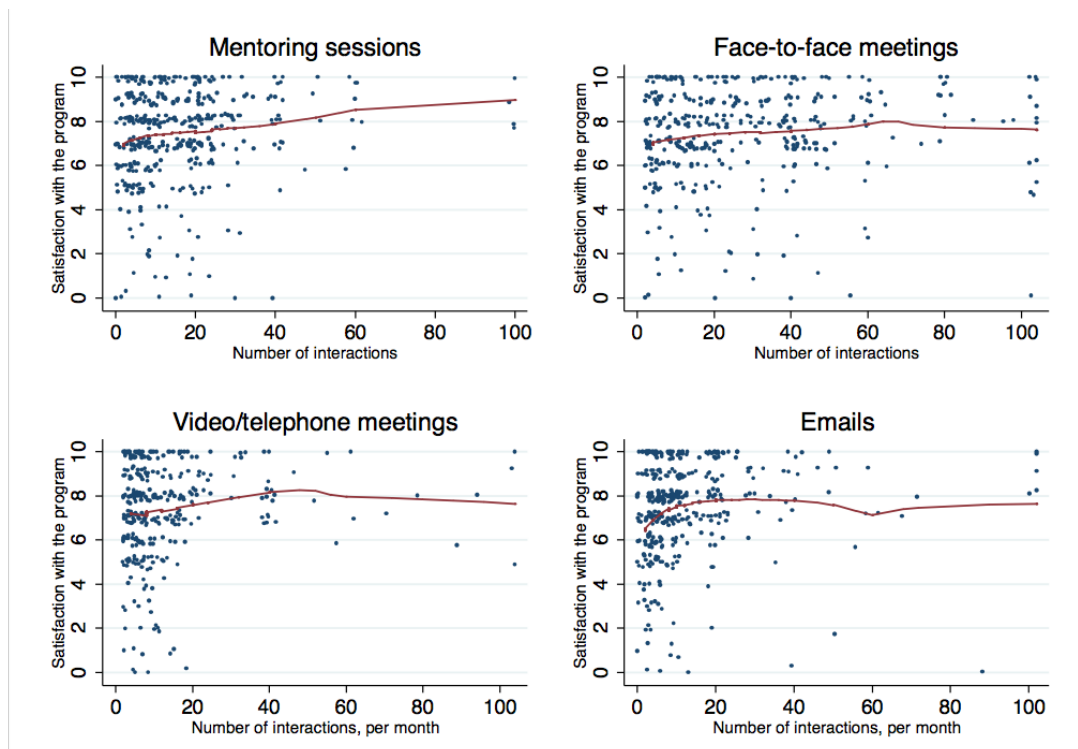 Mentoring sessions
Satisfaction with the program
10
8
6
4
2
0
0 20 40 60 80 100
Number of interactions
Face-to-face meetings
Satisfaction with the program
10
8
6
4
2
0
0 20 40 60 80 100
Number of interactions
Video/telephone meetings
Satisfaction with the program
10
8
6
4
2
0
0 20 40 60 80 100
Number of interactions, per month
Emails
Satisfaction with the program
10
8
6
4
2
0
0 20 40 60 80 100
Number of interactions, per month